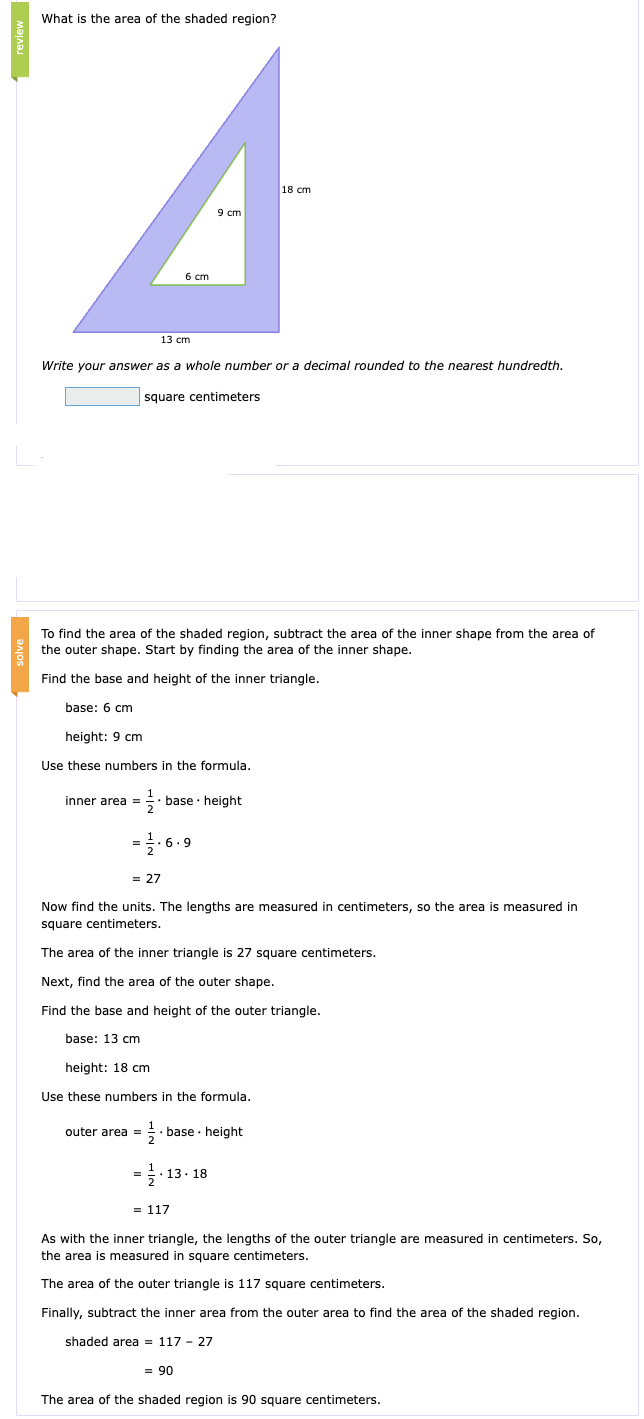 review
What is the area of the shaded region?
18 cm
9 cm
6 cm
13 cm
Write your answer as a whole number or a decimal rounded to the nearest hundredth.
square centimeters
solve
To find the area of the shaded region, subtract the area of the inner shape from the area of
the outer shape. Start by finding the area of the inner shape.
Find the base and height of the inner triangle.
base: 6 cm
height: 9 cm
Use these numbers in the formula.
inner area = 1/2 · base · height
= 1/2 · 6 · 9
= 27
Now find the units. The lengths are measured in centimeters, so the area is measured in
square centimeters.
The area of the inner triangle is 27 square centimeters.
Next, find the area of the outer shape.
Find the base and height of the outer triangle.
base: 13 cm
height: 18 cm
Use these numbers in the formula.
outer area = 1/2 · base · height
= 1/2 · 13 · 18
= 117
As with the inner triangle, the lengths of the outer triangle are measured in centimeters. So,
the area is measured in square centimeters.
The area of the outer triangle is 117 square centimeters.
Finally, subtract the inner area from the outer area to find the area of the shaded region.
shaded area = 117 – 27
= 90
The area of the shaded region is 90 square centimeters.